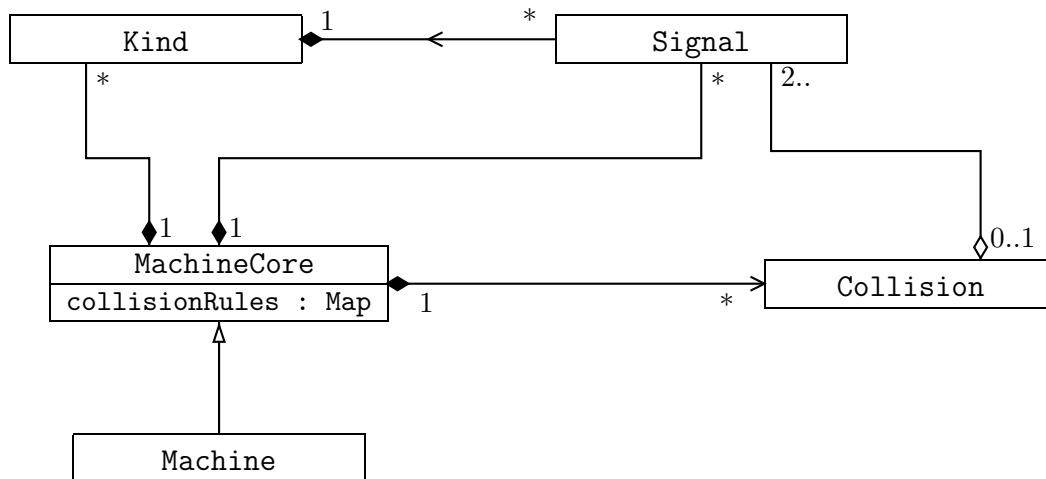 1
*
Kind
Signal
*
*
2..
1
1
0..1
MachineCore
collisionRules : Map
1
*
Collision
Machine